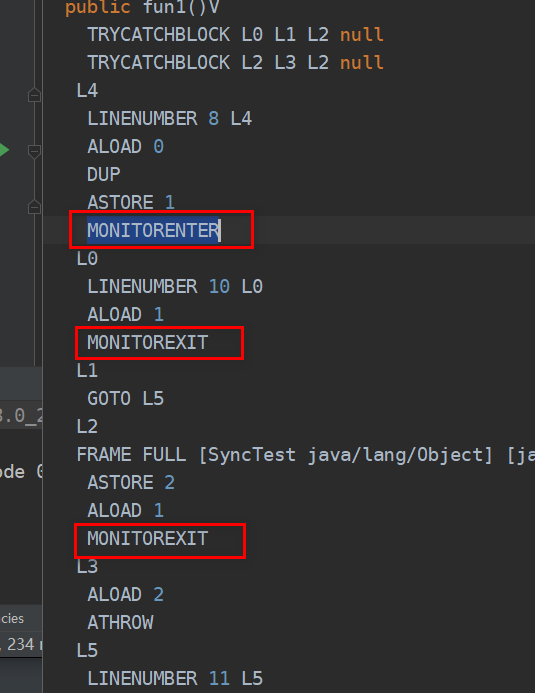 public fun1()V
TRYCATCHBLOCK L0 L1 L2 null
TRYCATCHBLOCK L2 L3 L2 null
L4
LINENUMBER 8 L4
ALOAD 0
DUP
ASTORE 1
MONITORENTER
L0
LINENUMBER 10 L0
ALOAD 1
MONITOREXIT
L1
GOTO L5
L2
FRAME FULL [SyncTest java/lang/Object] [ja
ASTORE 2
ALOAD 1
MONITOREXIT
L3
ALOAD 2
ATHROW
L5
LINENUMBER 11 L5
.0_2
ode 0
cies
, 234 m